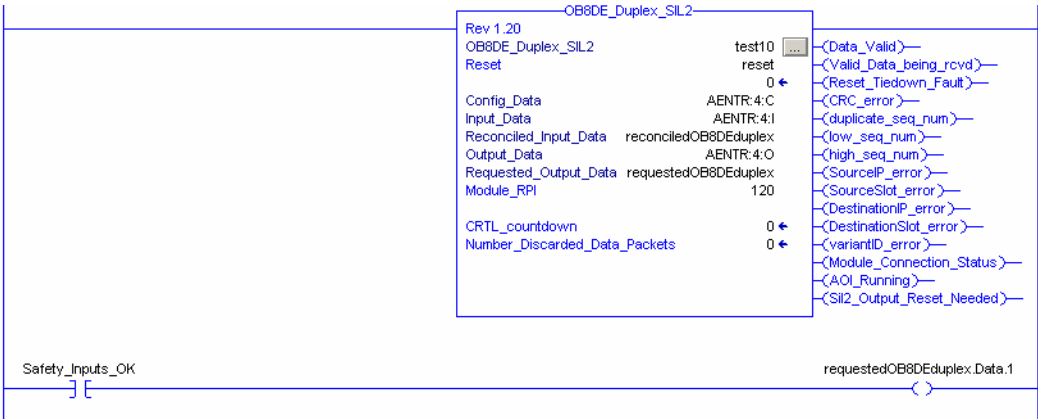 OB8DE_Duplex_SIL2
Rev 1.20
OB8DE_Duplex_SIL2 test10 ... (Data_Valid)
Reset reset (Valid_Data_being_rcvd)
0 (Reset_Tiedown_Fault)
Config_Data AENTR:4:C (CRC_error)
Input_Data AENTR:4:I (duplicate_seq_num)
Reconciled_Input_Data reconciledOB8DEduplex (low_seq_num)
Output_Data AENTR:4:O (high_seq_num)
Requested_Output_Data requestedOB8DEduplex (SourceIP_error)
Module_RPI 120 (SourceSlot_error)
(DestinationIP_error)
CRTL_countdown 0 (DestinationSlot_error)
Number_Discarded_Data_Packets 0 (variantID_error)
(Module_Connection_Status)
(AOI_Running)
(Sil2_Output_Reset_Needed)
Safety_Inputs_OK requestedOB8DEduplex.Data.1